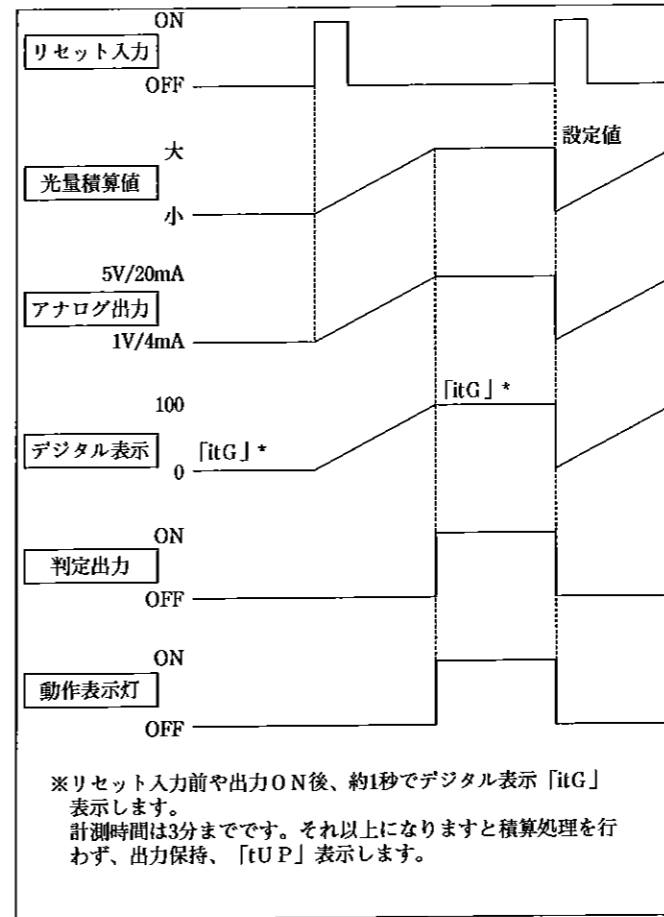 ON
リセット入力
OFF
設定値
大
光量積算値
小
5V/20mA
アナログ出力
1V/4mA
「itG」*
100
デジタル表示
「itG」*
0
ON
判定出力
OFF
ON
動作表示灯
OFF
※リセット入力前や出力ON後、約1秒でデジタル表示「itG」
表示します。
計測時間は3分までです。それ以上になりますと積算処理を行
わず、出力保持、「tUP」表示します。